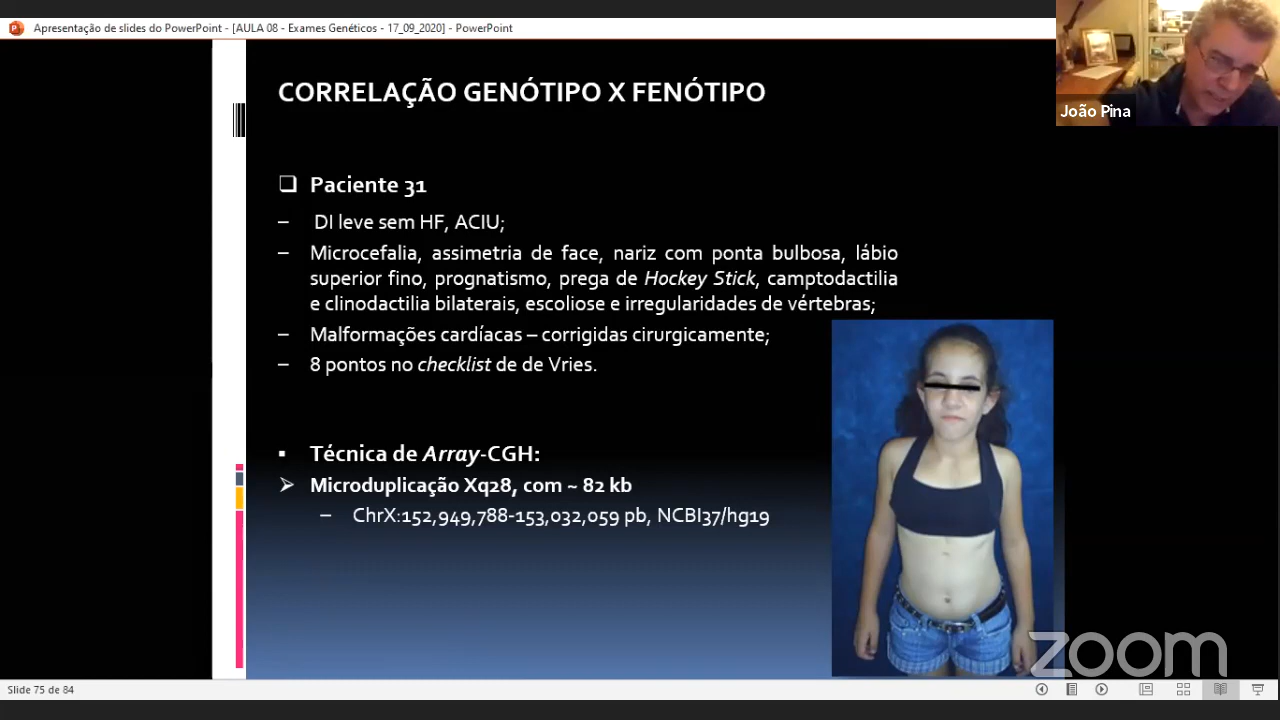 Apresentação de slides do PowerPoint - [AULA 08 - Exames Genéticos - 17_09_2020] - PowerPoint
João Pina
CORRELAÇÃO GENÓTIPO X FENÓTIPO
Paciente 31
– DI leve sem HF, ACIU;
– Microcefalia, assimetria de face, nariz com ponta bulbosa, lábio
superior fino, prognatismo, prega de Hockey Stick, camptodactilia
e clinodactilia bilaterais, escoliose e irregularidades de vértebras;
– Malformações cardíacas – corrigidas cirurgicamente;
– 8 pontos no checklist de de Vries.
▪ Técnica de Array-CGH:
➢ Microduplicação Xq28, com ~ 82 kb
– ChrX:152,949,788-153,032,059 pb, NCBI37/hg19
zoom
Slide 75 de 84